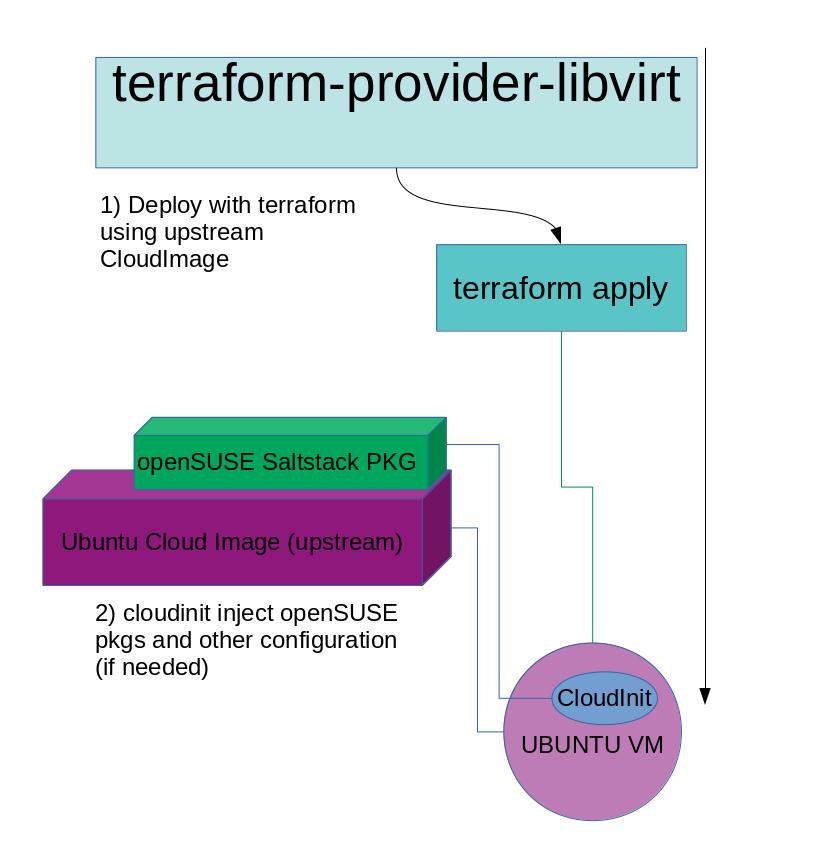 terraform-provider-libvirt
1) Deploy with terraform
using upstream
CloudImage
terraform apply
openSUSE Saltstack PKG
Ubuntu Cloud Image (upstream)
2) cloudinit inject openSUSE
pkgs and other configuration
(if needed)
CloudInit
UBUNTU VM